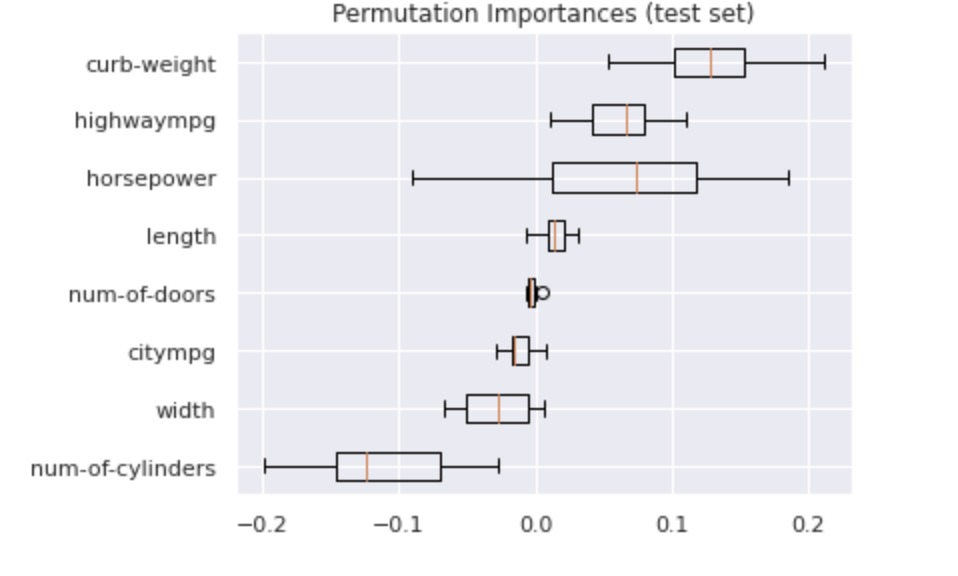 Permutation Importances (test set)
curb-weight
highwaympg
horsepower
length
num-of-doors
citympg
width
num-of-cylinders
−0.2 −0.1 0.0 0.1 0.2